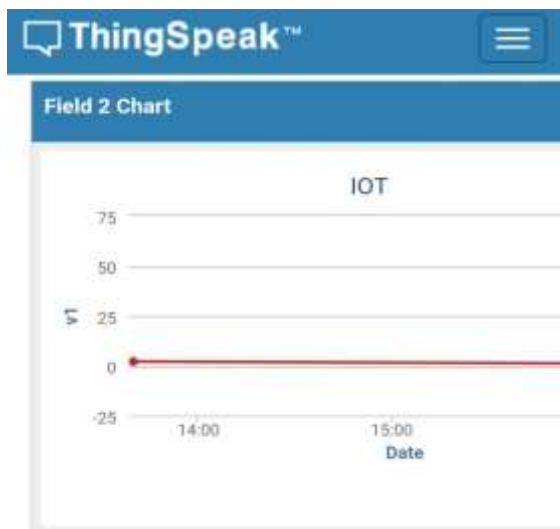 ThingSpeak™
Field 2 Chart
IOT
75
50
25
0
-25
v1
14:00 15:00
Date